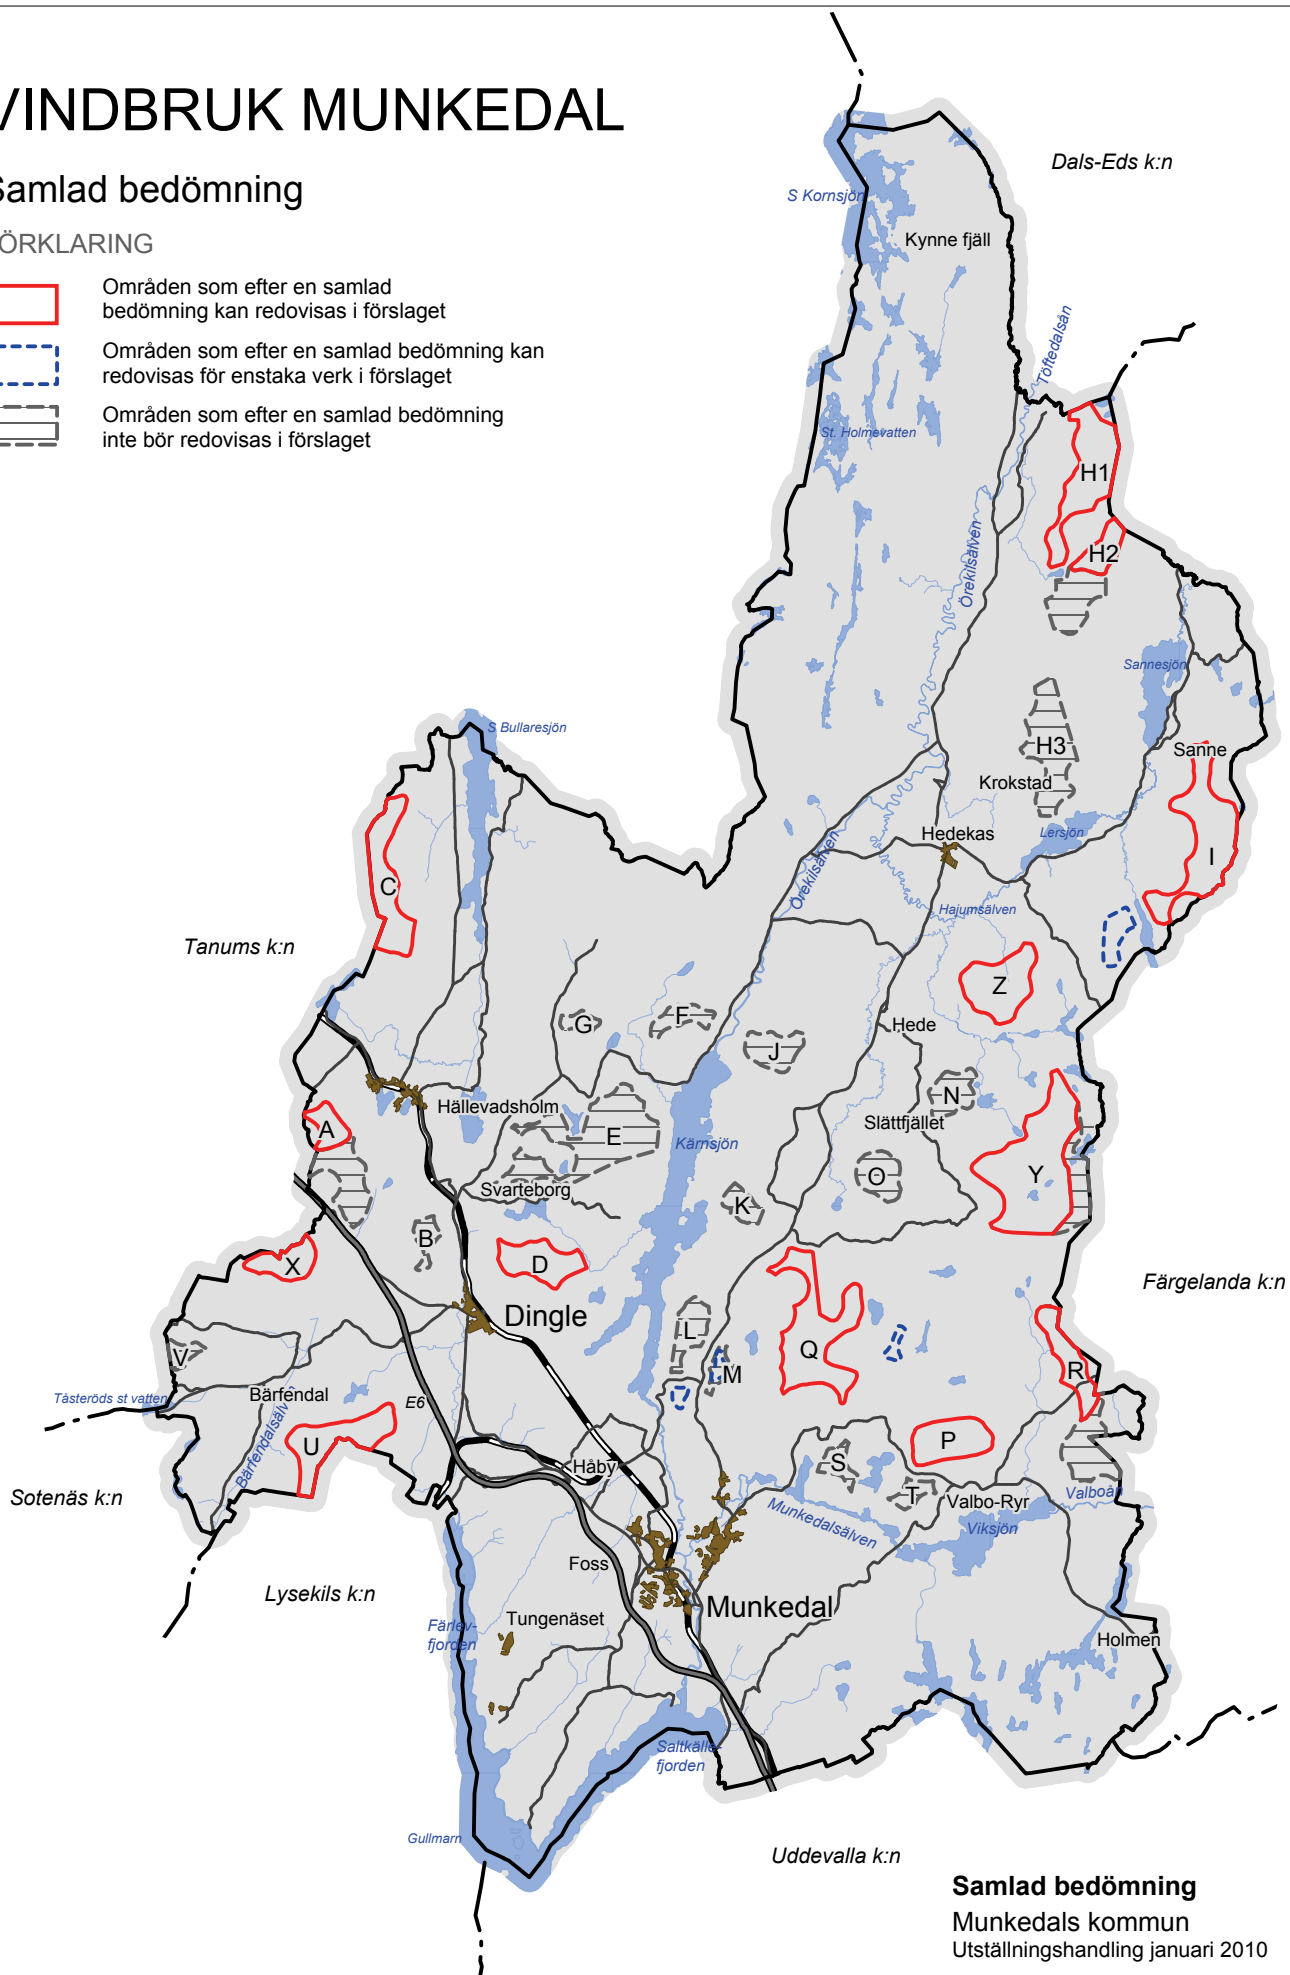 VINDBRUK MUNKEDAL
Samlad bedömning
ÖRKLARING
Områden som efter en samlad
bedömning kan redovisas i förslaget
Områden som efter en samlad bedömning kan
redovisas för enstaka verk i förslaget
Områden som efter en samlad bedömning
inte bör redovisas i förslaget
Dals-Eds k:n
S Kornsjön
Kynne fjäll
Töftedalsån
St. Holmevatten
H1
Örekilsälven
H2
Sannesjön
S Bullaresjön
H3
Sanne
Krokstad
Hedekas
Lersjön
Örekilsälven
I
C
Hajumsälven
Tanums k:n
Z
G
F
Hede
J
Hällevadsholm
N
A
E
Slättfjället
Kärnsjön
Y
O
Svarteborg
K
B
X
D
Färgelanda k:n
Dingle
L
V
Q
M
R
Tåsteröds st vatten
Bärfendal
E6
Bärfendalsälv
U
P
Håby
S
Sotenäs k:n
T
Valbo-Ryr
Valboån
Munkedalsälven
Viksjön
Foss
Lysekils k:n
Munkedal
Tungenäset
Färlev-
fjorden
Holmen
Saltkälle-
fjorden
Gullmarn
Uddevalla k:n
Samlad bedömning
Munkedals kommun
Utställningshandling januari 2010